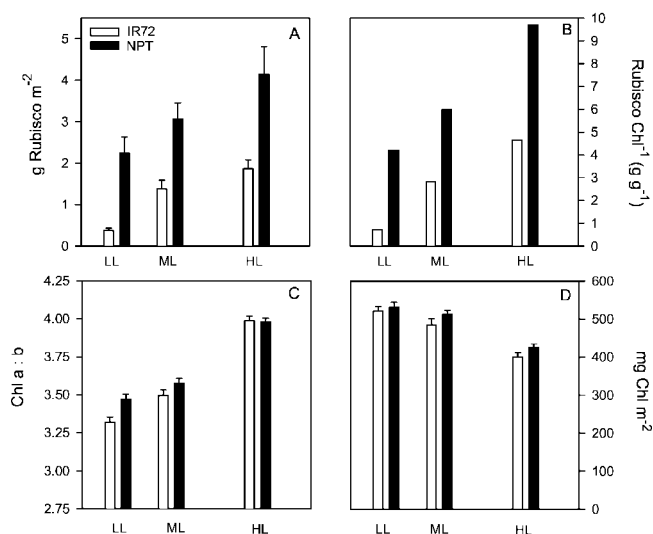 IR72
NPT
A
5
4
3
2
1
0
g Rubisco m-2
LL ML HL
B
10
9
8
7
6
5
4
3
2
1
0
Rubisco Chl-1 (g g-1)
LL ML HL
C
4.25
4.00
3.75
3.50
3.25
3.00
2.75
Chl a : b
LL ML HL
D
600
500
400
300
200
100
0
mg Chl m-2
LL ML HL